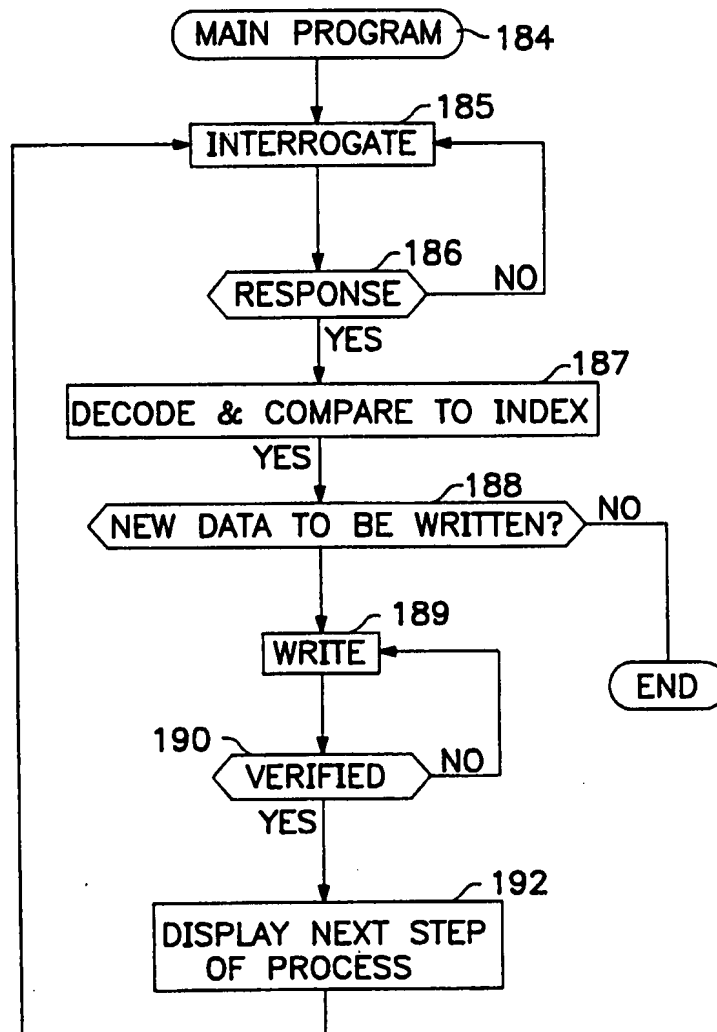 MAIN PROGRAM
184
185
INTERROGATE
186
RESPONSE
NO
YES
187
DECODE & COMPARE TO INDEX
YES
188
NEW DATA TO BE WRITTEN?
NO
189
WRITE
END
190
VERIFIED
NO
YES
192
DISPLAY NEXT STEP
OF PROCESS